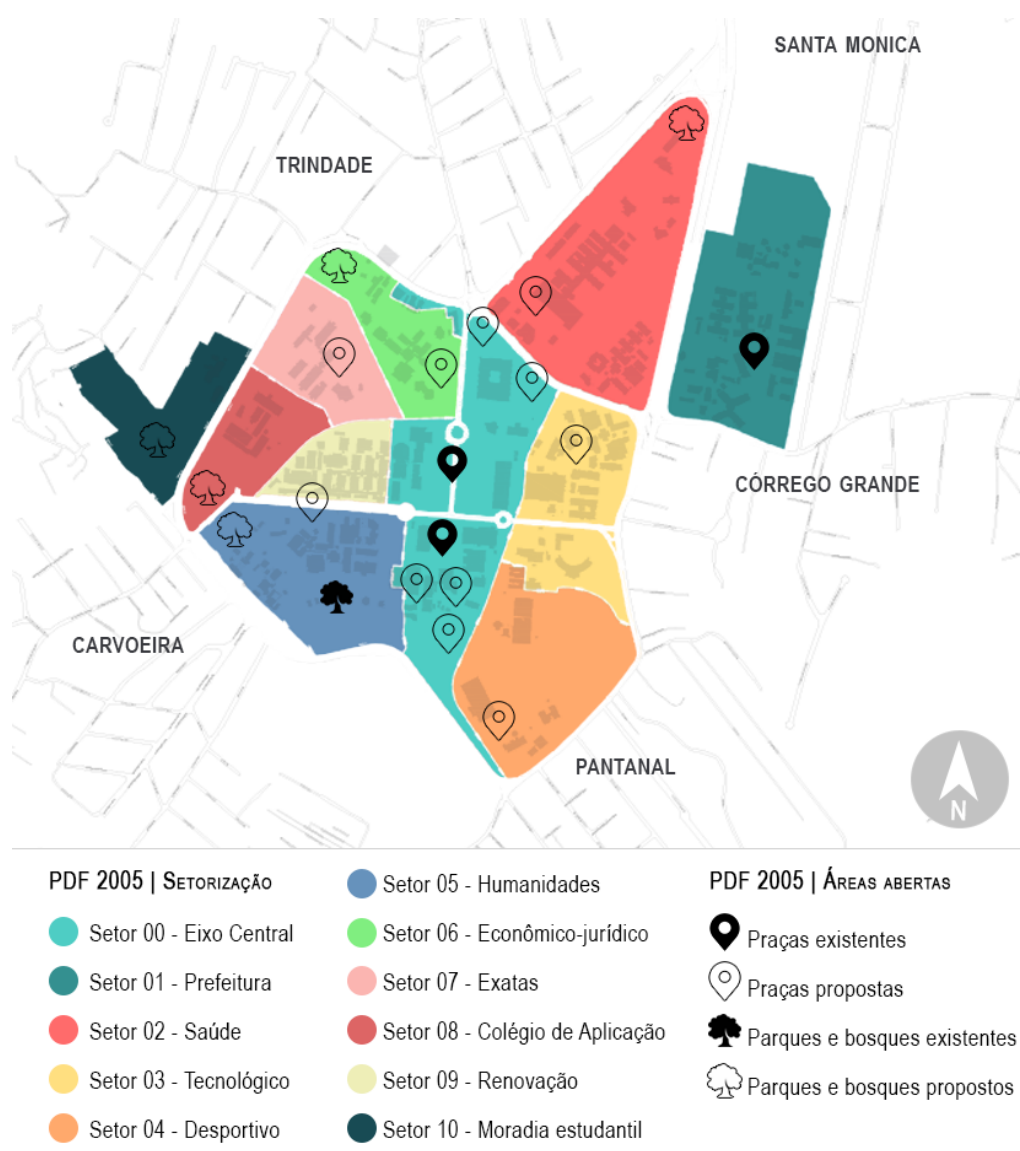 SANTA MONICA
TRINDADE
CÓRREGO GRANDE
CARVOEIRA
PANTANAL
N
PDF 2005 | SETORIZAÇÃO
Setor 00 - Eixo Central
Setor 01 - Prefeitura
Setor 02 - Saúde
Setor 03 - Tecnológico
Setor 04 - Desportivo
Setor 05 - Humanidades
Setor 06 - Econômico-jurídico
Setor 07 - Exatas
Setor 08 - Colégio de Aplicação
Setor 09 - Renovação
Setor 10 - Moradia estudantil
PDF 2005 | ÁREAS ABERTAS
Praças existentes
Praças propostas
Parques e bosques existentes
Parques e bosques propostos